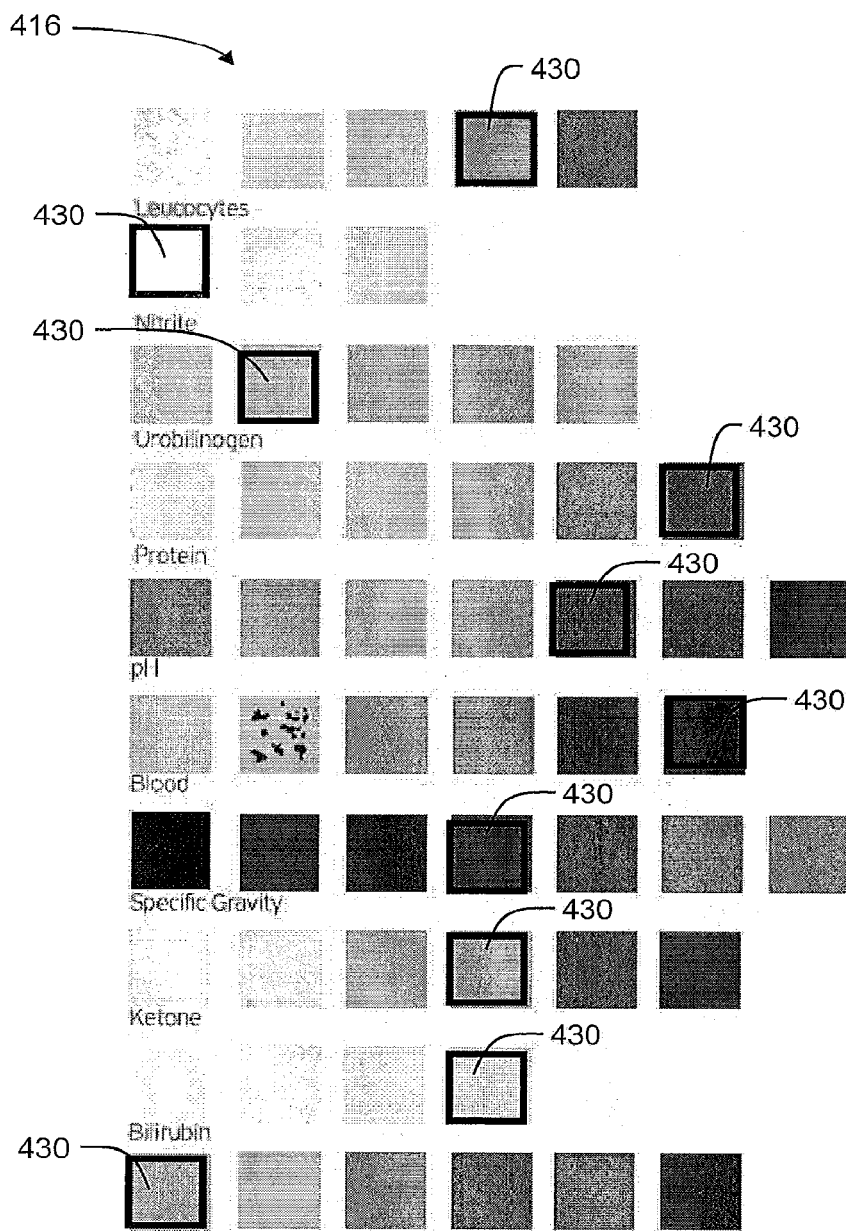 416
430
Leucocytes
430
Nitrite
430
Urobilinogen
430
Protein
430
pH
430
Blood
430
Specific Gravity
430
Ketone
430
Bilirubin
430